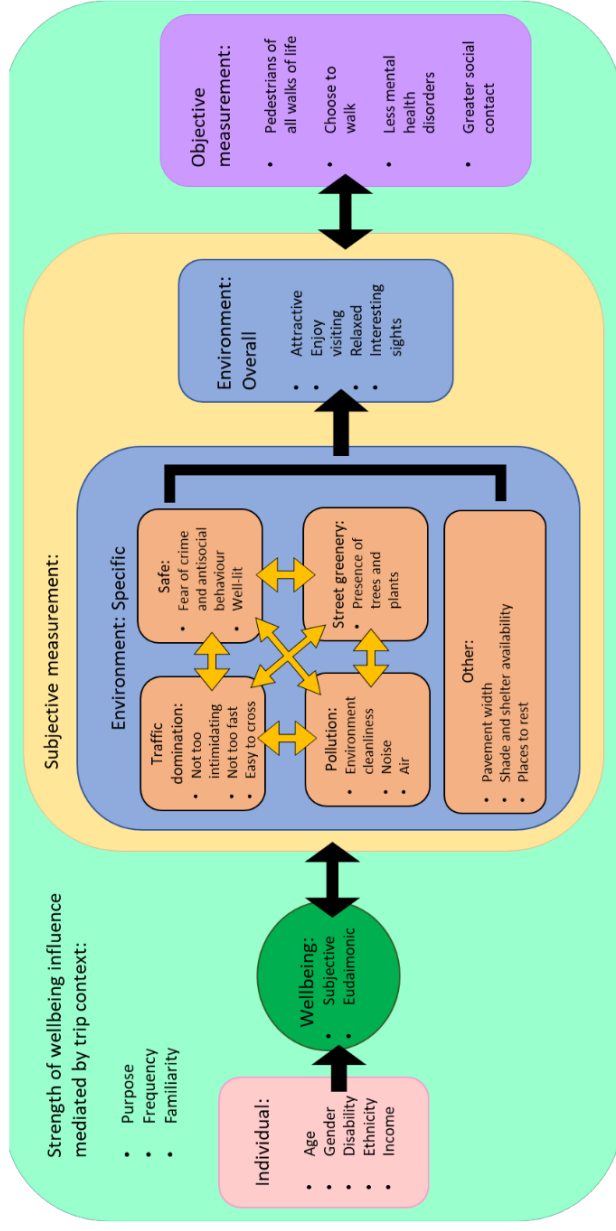 Strength of wellbeing influence
mediated by trip context:
• Purpose
• Frequency
• Familiarity
Individual:
• Age
• Gender
• Disability
• Ethnicity
• Income
Wellbeing:
• Subjective
• Eudaimonic
Subjective measurement:
Environment: Specific
Traffic
domination:
• Not too
intimidating
• Not too fast
• Easy to cross
Safe:
• Fear of crime
and antisocial
behaviour
• Well-lit
Pollution:
• Environment
cleanliness
• Noise
• Air
Street greenery:
• Presence of
trees and
plants
Other:
• Pavement width
• Shade and shelter availability
• Places to rest
Environment:
Overall
• Attractive
• Enjoy
visiting
• Relaxed
• Interesting
sights
Objective
measurement:
• Pedestrians of
all walks of life
• Choose to
walk
• Less mental
health
disorders
• Greater social
contact